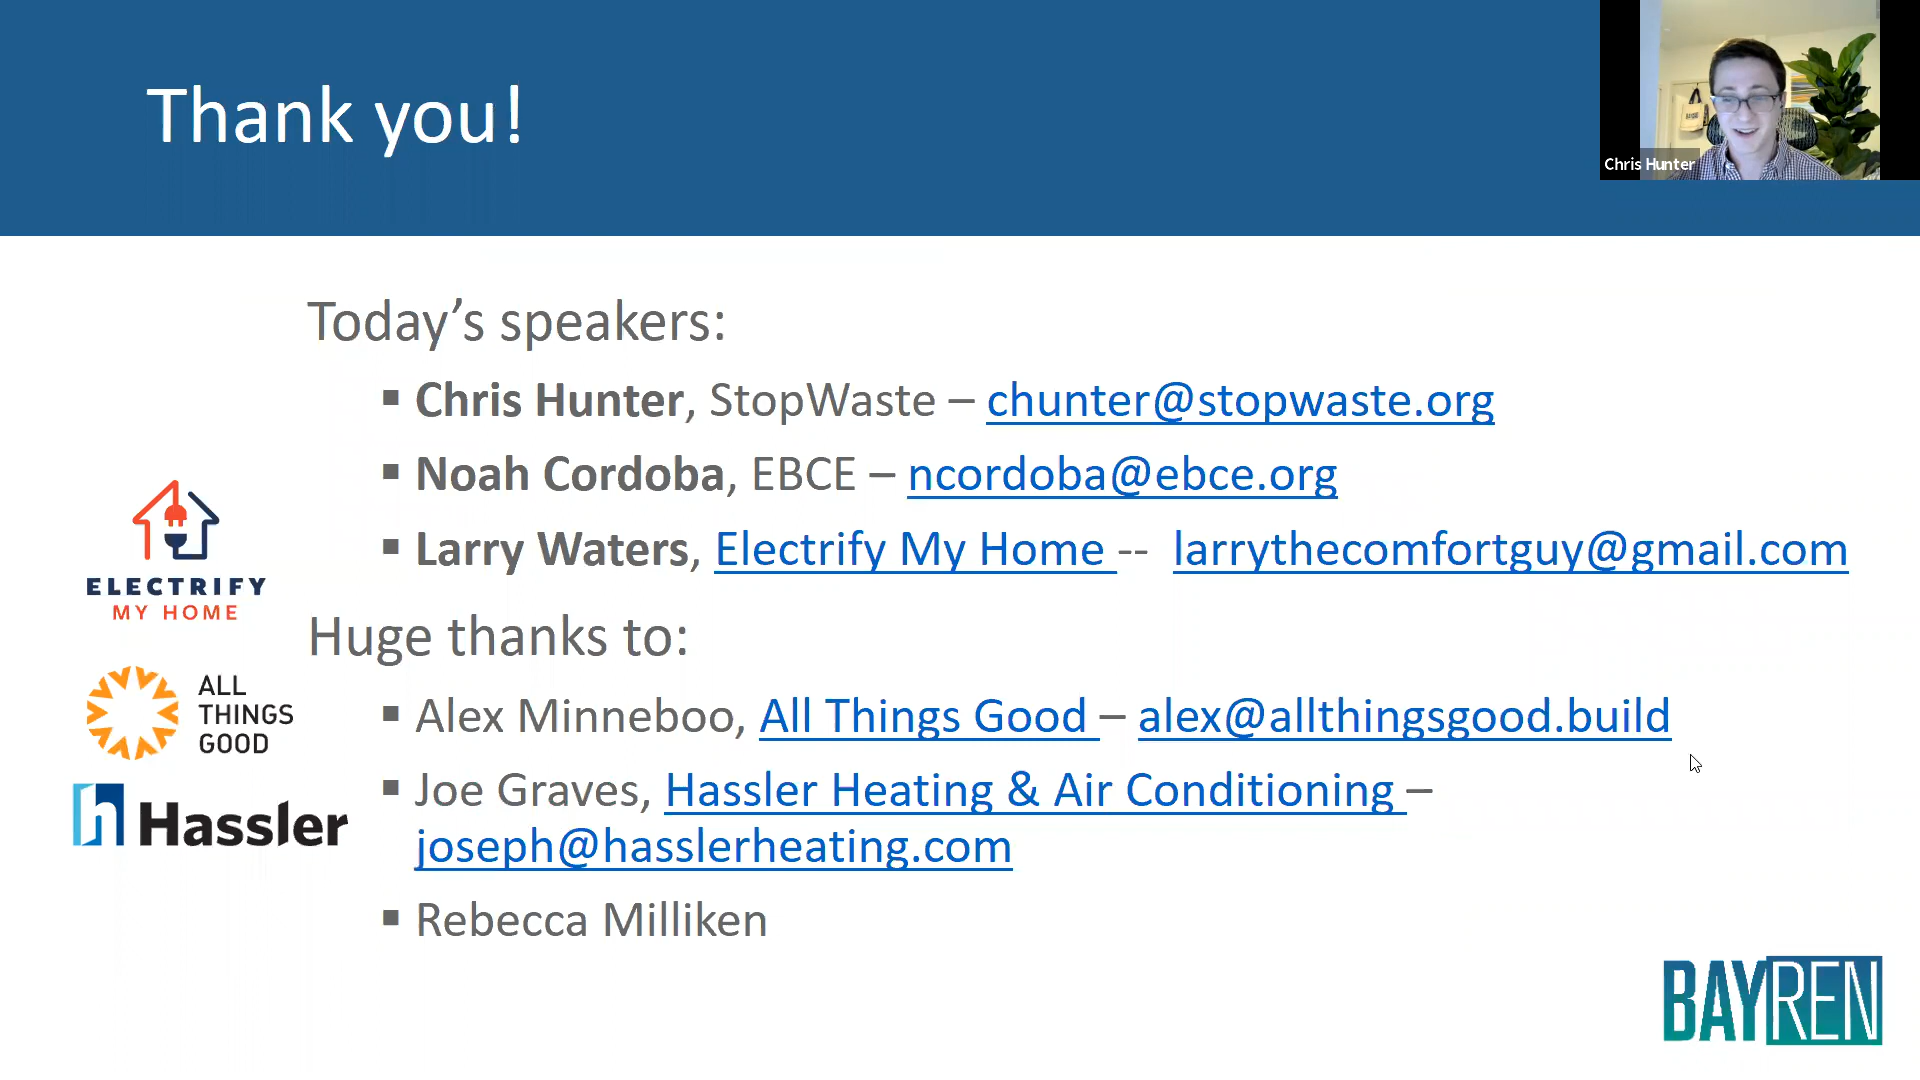 Thank you!
Chris Hunter
Today’s speakers:
▪ Chris Hunter, StopWaste – chunter@stopwaste.org
▪ Noah Cordoba, EBCE – ncordoba@ebce.org
▪ Larry Waters, Electrify My Home -- larrythecomfortguy@gmail.com
ELECTRIFY
MY HOME
Huge thanks to:
▪ Alex Minneboo, All Things Good – alex@allthingsgood.build
ALL
THINGS
GOOD
▪ Joe Graves, Hassler Heating & Air Conditioning –
joseph@hasslerheating.com
h Hassler
▪ Rebecca Milliken
BAYREN